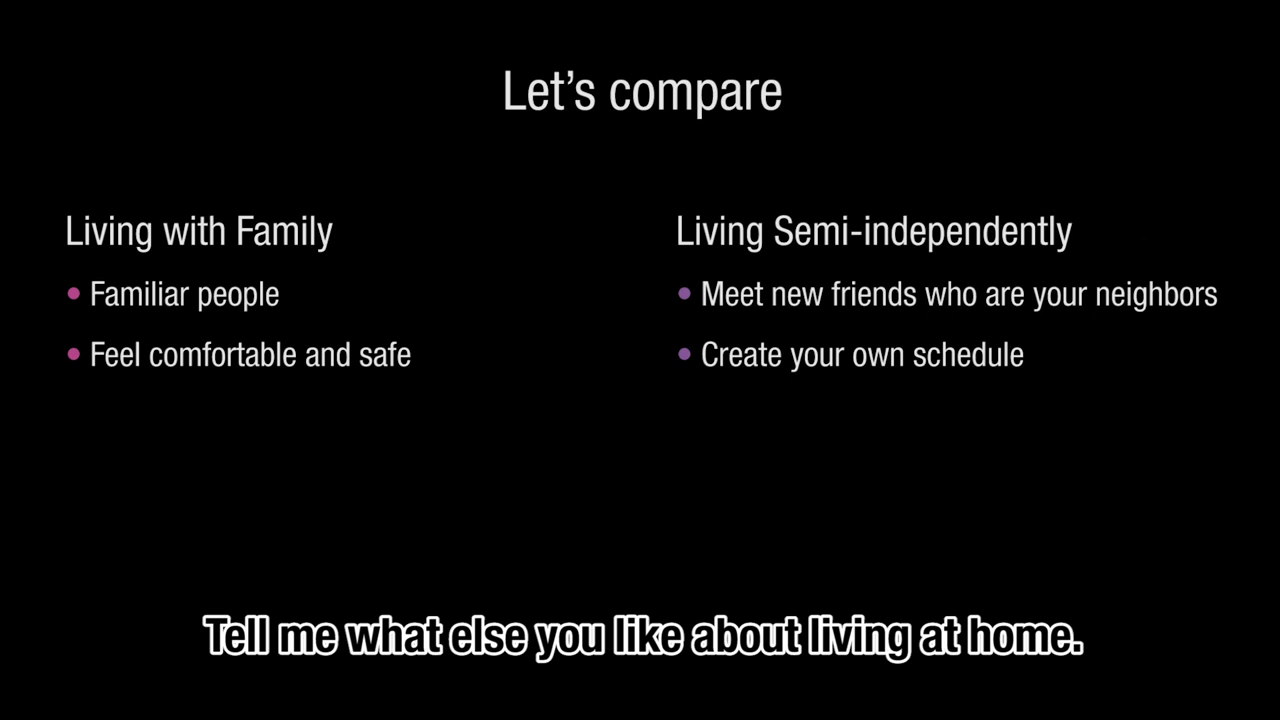 Let's compare
Living with Family
• Familiar people
• Feel comfortable and safe
Living Semi-independently
• Meet new friends who are your neighbors
• Create your own schedule
Tell me what else you like about living at home.